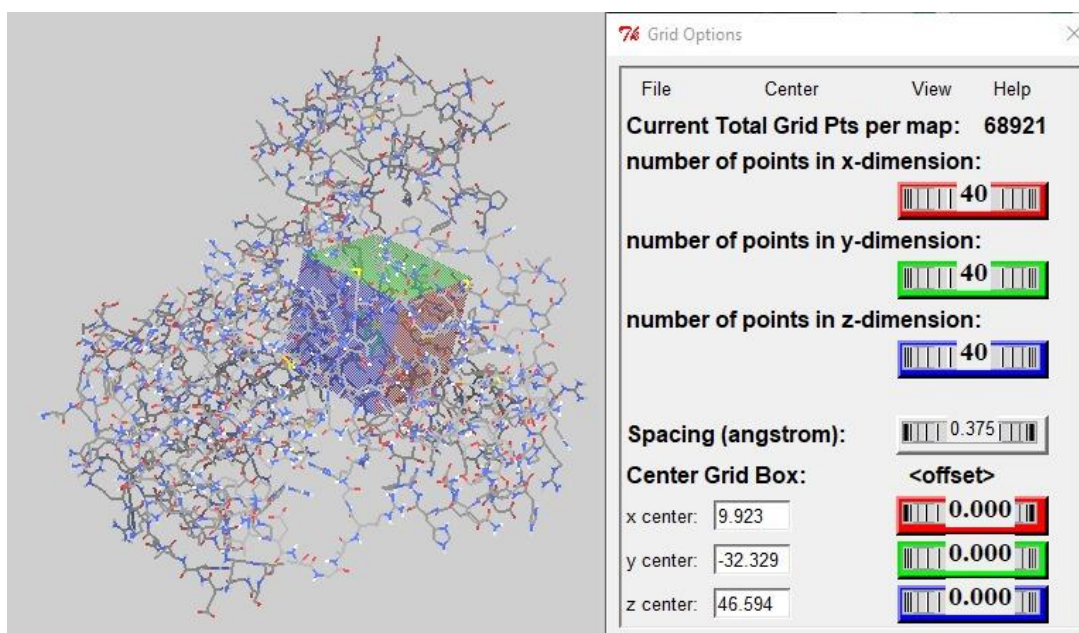 Grid Options
File Center View Help
Current Total Grid Pts per map: 68921
number of points in x-dimension:
40
number of points in y-dimension:
40
number of points in z-dimension:
40
Spacing (angstrom): 0.375
Center Grid Box: <offset>
x center: 9.923 0.000
y center: -32.329 0.000
z center: 46.594 0.000